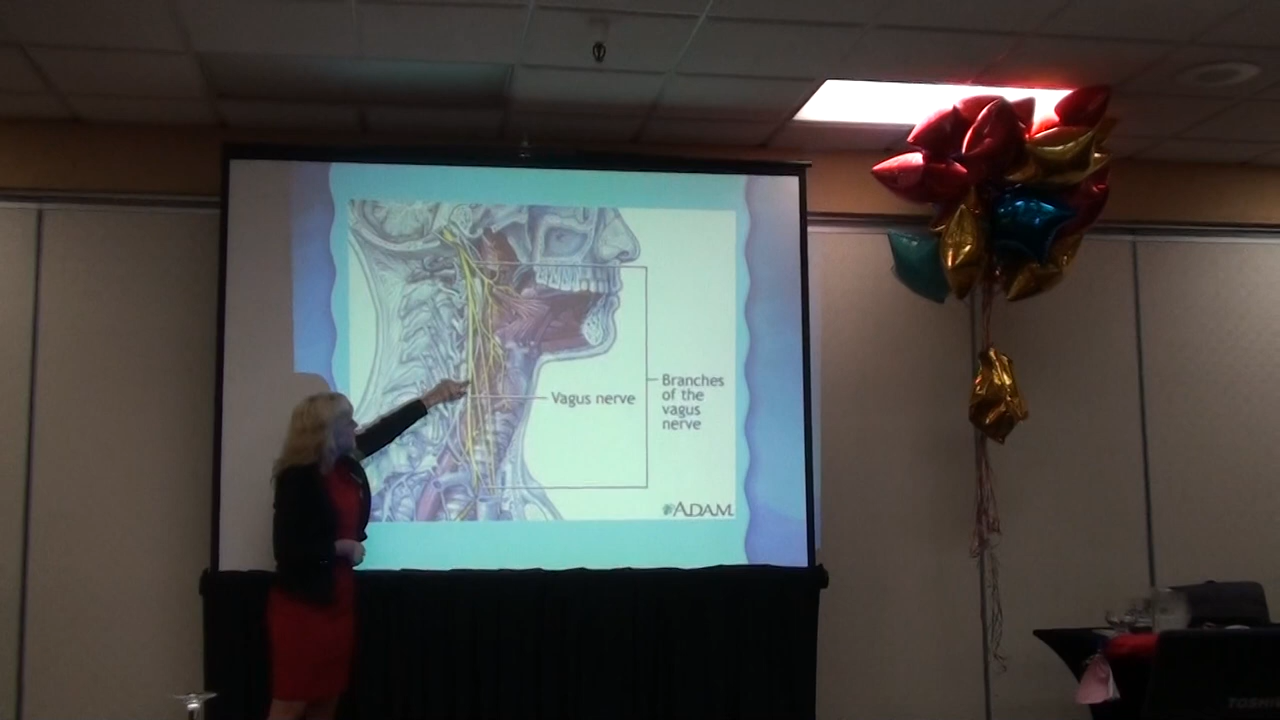 Vagus nerve
Branches
of the
vagus
nerve
ADAM